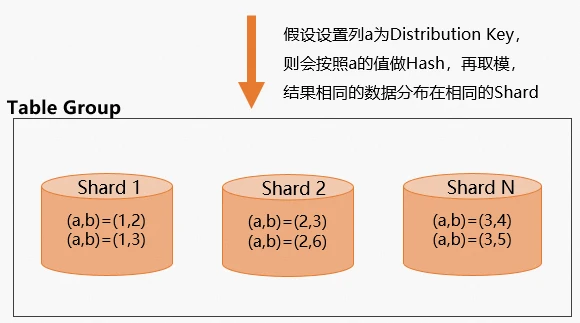 假设设置列a为Distribution Key，
则会按照a的值做Hash，再取模，
结果相同的数据分布在相同的Shard
Table Group
Shard 1
(a,b)=(1,2)
(a,b)=(1,3)
Shard 2
(a,b)=(2,3)
(a,b)=(2,6)
Shard N
(a,b)=(3,4)
(a,b)=(3,5)